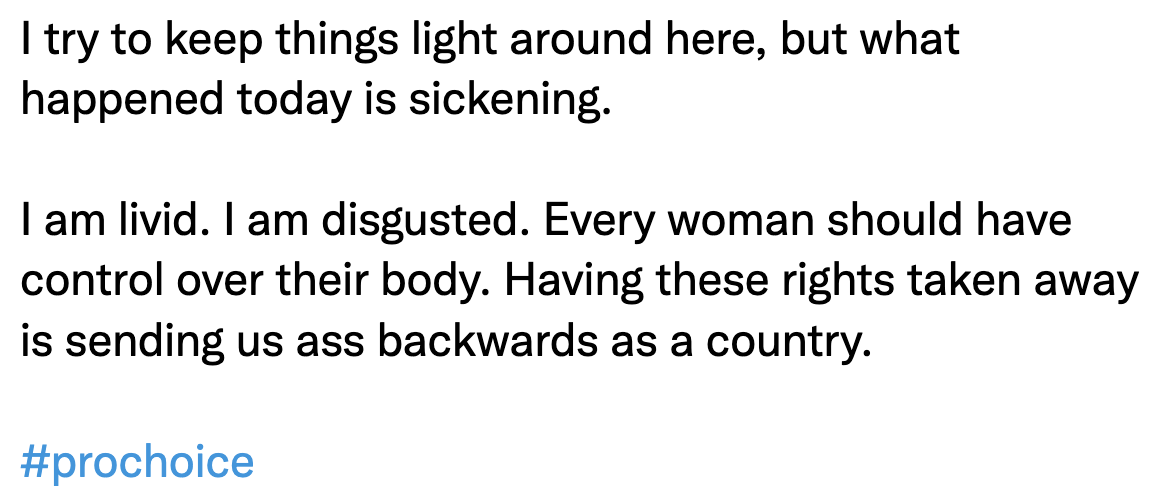 I try to keep things light around here, but what
happened today is sickening.
I am livid. I am disgusted. Every woman should have
control over their body. Having these rights taken away
is sending us ass backwards as a country.
#prochoice